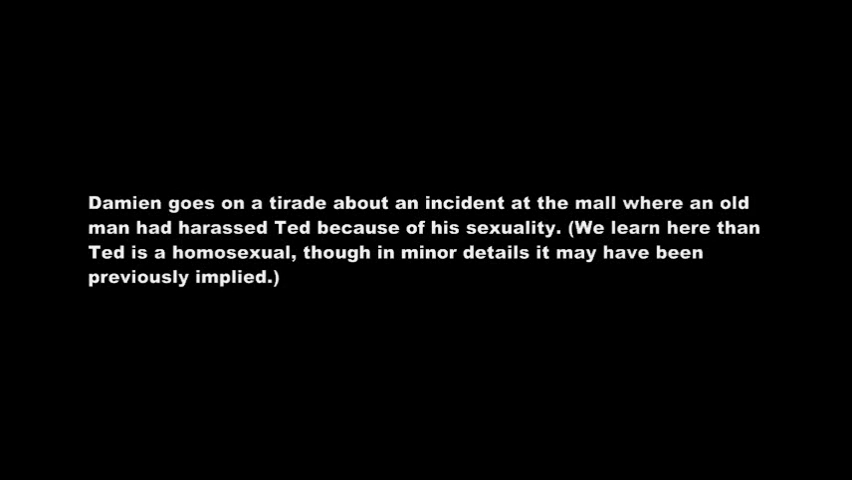 Damien goes on a tirade about an incident at the mall where an old
man had harassed Ted because of his sexuality. (We learn here than
Ted is a homosexual, though in minor details it may have been
previously implied.)